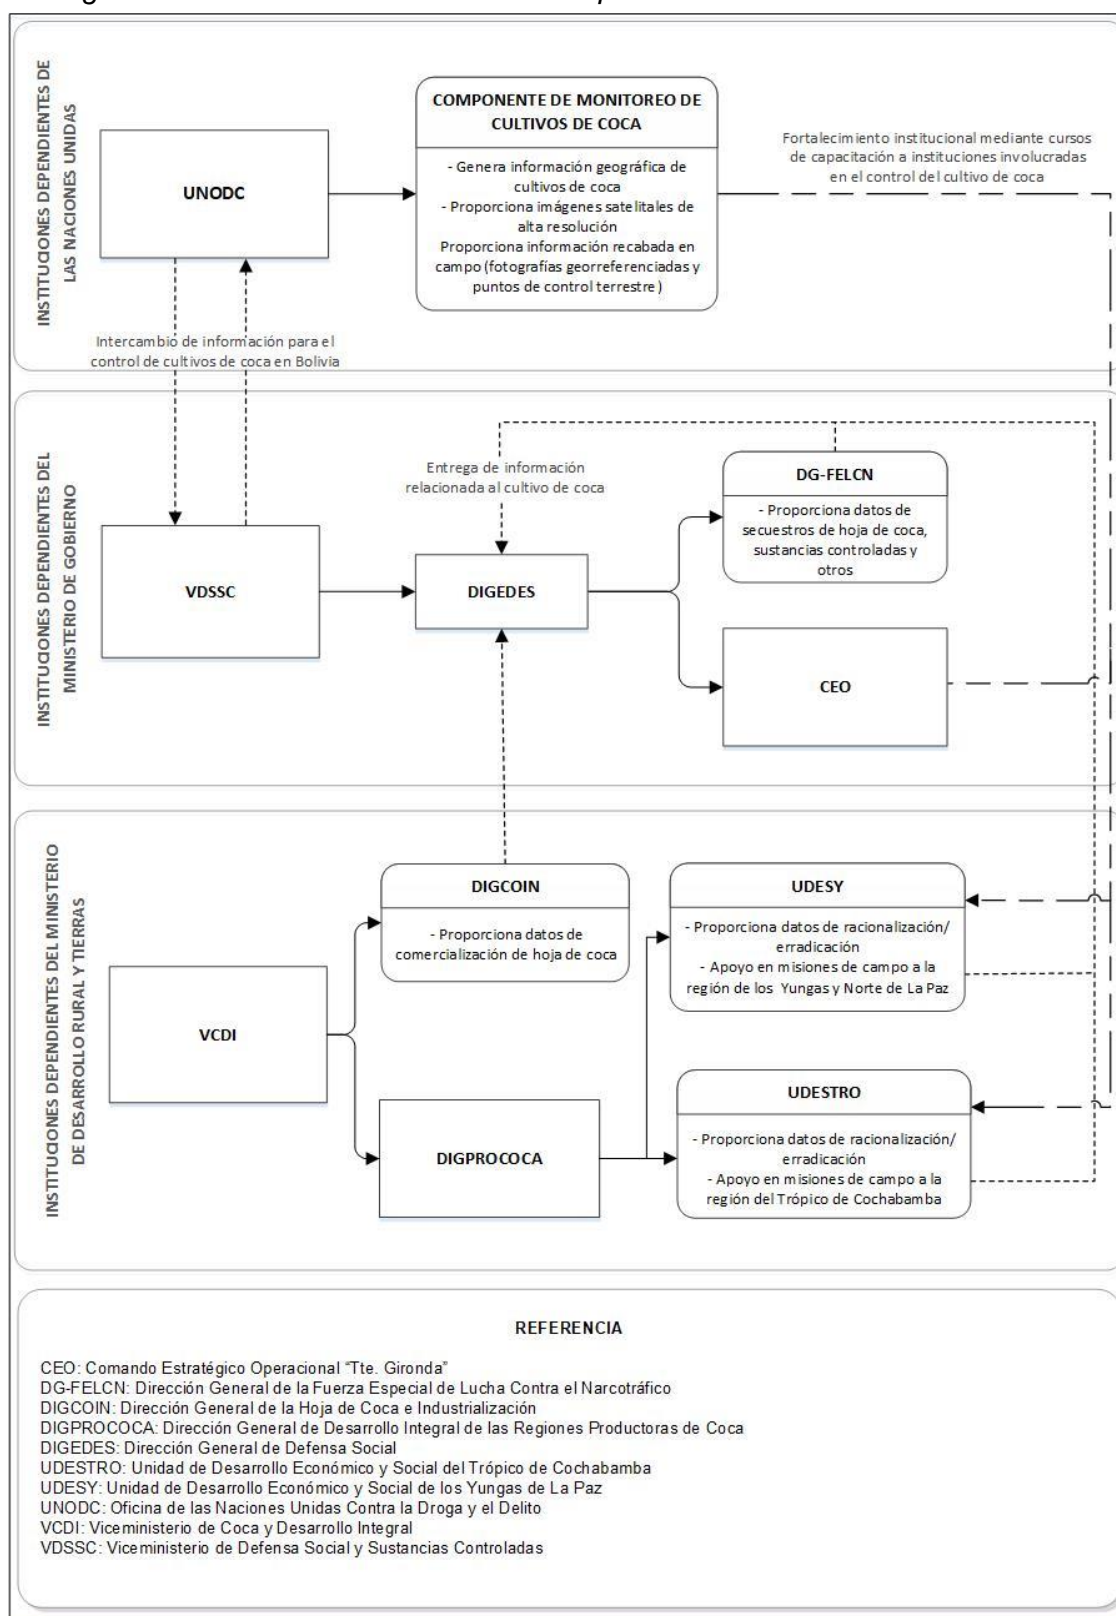 INSTITUCIONES DEPENDIENTES DE
LAS NACIONES UNIDAS
UNODC
COMPONENTE DE MONITOREO DE
CULTIVOS DE COCA
- Genera información geográfica de
cultivos de coca
- Proporciona imágenes satelitales de
alta resolución
Proporciona información recabada en
campo (fotografías georreferenciadas y
puntos de control terrestre )
Fortalecimiento institucional mediante cursos
de capacitación a instituciones involucradas
en el control del cultivo de coca
Intercambio de información para el
control de cultivos de coca en Bolivia
INSTITUCIONES DEPENDIENTES DEL
MINISTERIO DE GOBIERNO
VDSSC
Entrega de información
relacionada al cultivo de coca
DIGEDES
DG-FELCN
- Proporciona datos de
secuestros de hoja de coca,
sustancias controladas y
otros
CEO
INSTITUCIONES DEPENDIENTES DEL MINISTERIO
DE DESARROLLO RURAL Y TIERRAS
VCDI
DIGCOIN
- Proporciona datos de
comercialización de hoja de coca
DIGPROCOCA
UDESY
- Proporciona datos de racionalización/
erradicación
- Apoyo en misiones de campo a la
región de los Yungas y Norte de La Paz
UDESTRO
- Proporciona datos de racionalización/
erradicación
- Apoyo en misiones de campo a la
región del Trópico de Cochabamba
REFERENCIA
CEO: Comando Estratégico Operacional "Tte. Gironda"
DG-FELCN: Dirección General de la Fuerza Especial de Lucha Contra el Narcotráfico
DIGCOIN: Dirección General de la Hoja de Coca e Industrialización
DIGPROCOCA: Dirección General de Desarrollo Integral de las Regiones Productoras de Coca
DIGEDES: Dirección General de Defensa Social
UDESTRO: Unidad de Desarrollo Económico y Social del Trópico de Cochabamba
UDESY: Unidad de Desarrollo Económico y Social de los Yungas de La Paz
UNODC: Oficina de las Naciones Unidas Contra la Droga y el Delito
VCDI: Viceministerio de Coca y Desarrollo Integral
VDSSC: Viceministerio de Defensa Social y Sustancias Controladas